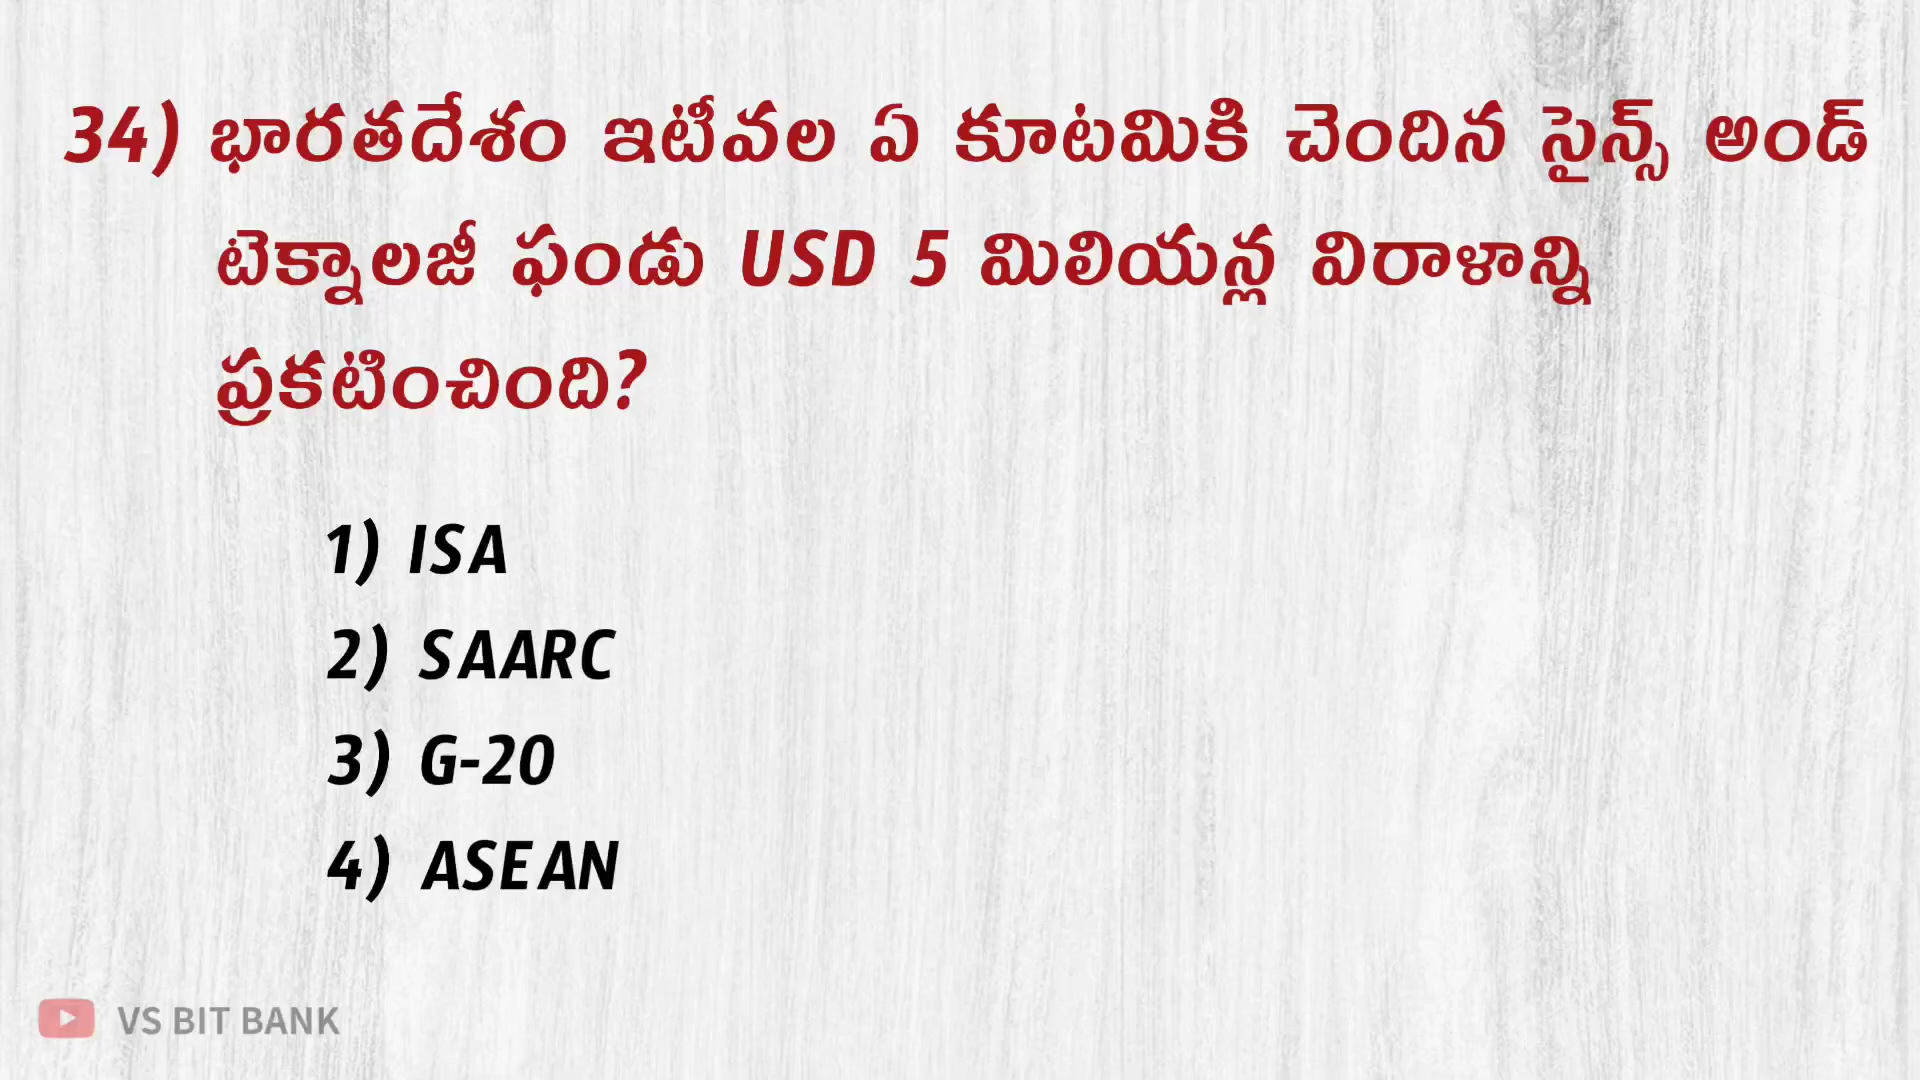 34) భారతదేశం ఇటీవల ఏ కూటమికి చెందిన సైన్స్ అండ్
టెక్నాలజీ ఫండు USD 5 మిలియన్ల విరాళాన్ని
ప్రకటించింది?
1) ISA
2) SAARC
3) G-20
4) ASEAN
VS BIT BANK